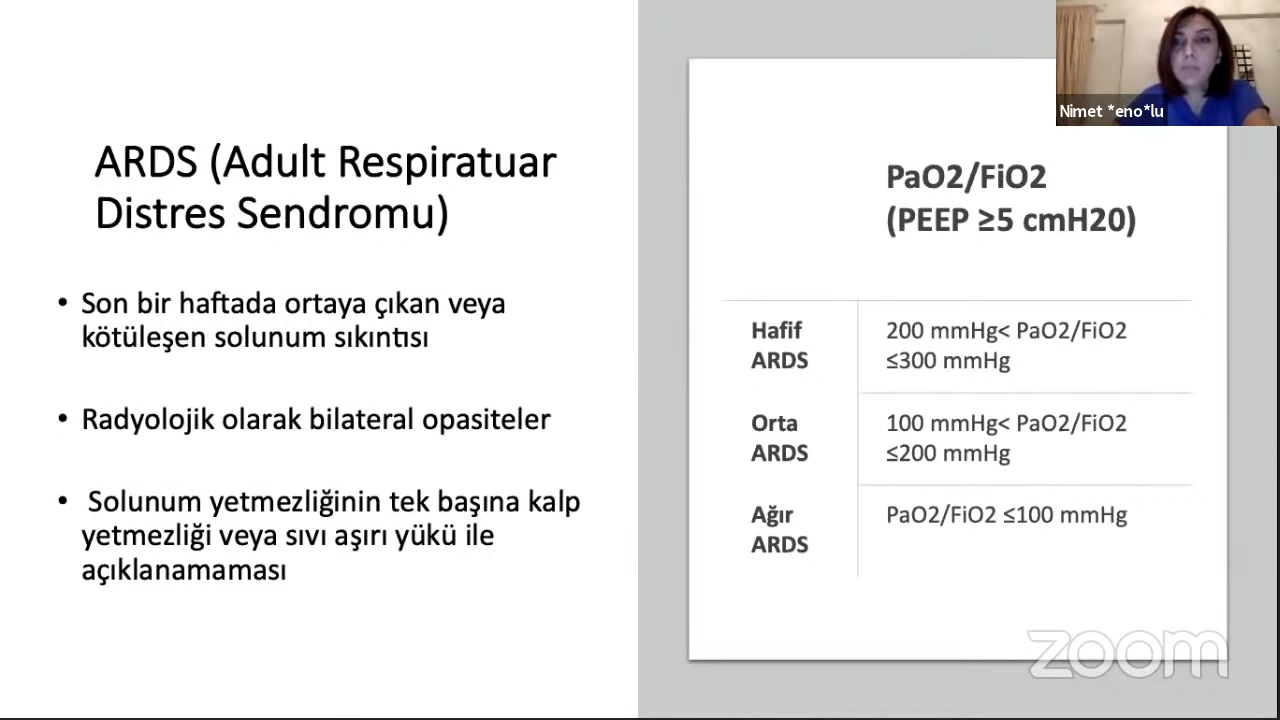 ARDS (Adult Respiratuar
Distres Sendromu)
• Son bir haftada ortaya çıkan veya
kötüleşen solunum sıkıntısı
• Radyolojik olarak bilateral opasiteler
• Solunum yetmezliğinin tek başına kalp
yetmezliği veya sıvı aşırı yükü ile
açıklanamaması
PaO2/FiO2
(PEEP ≥5 cmH20)
Hafif
ARDS
200 mmHg< PaO2/FiO2
≤300 mmHg
Orta
ARDS
100 mmHg< PaO2/FiO2
≤200 mmHg
Ağır
ARDS
PaO2/FiO2 ≤100 mmHg
Nimet *eno*lu
zoom